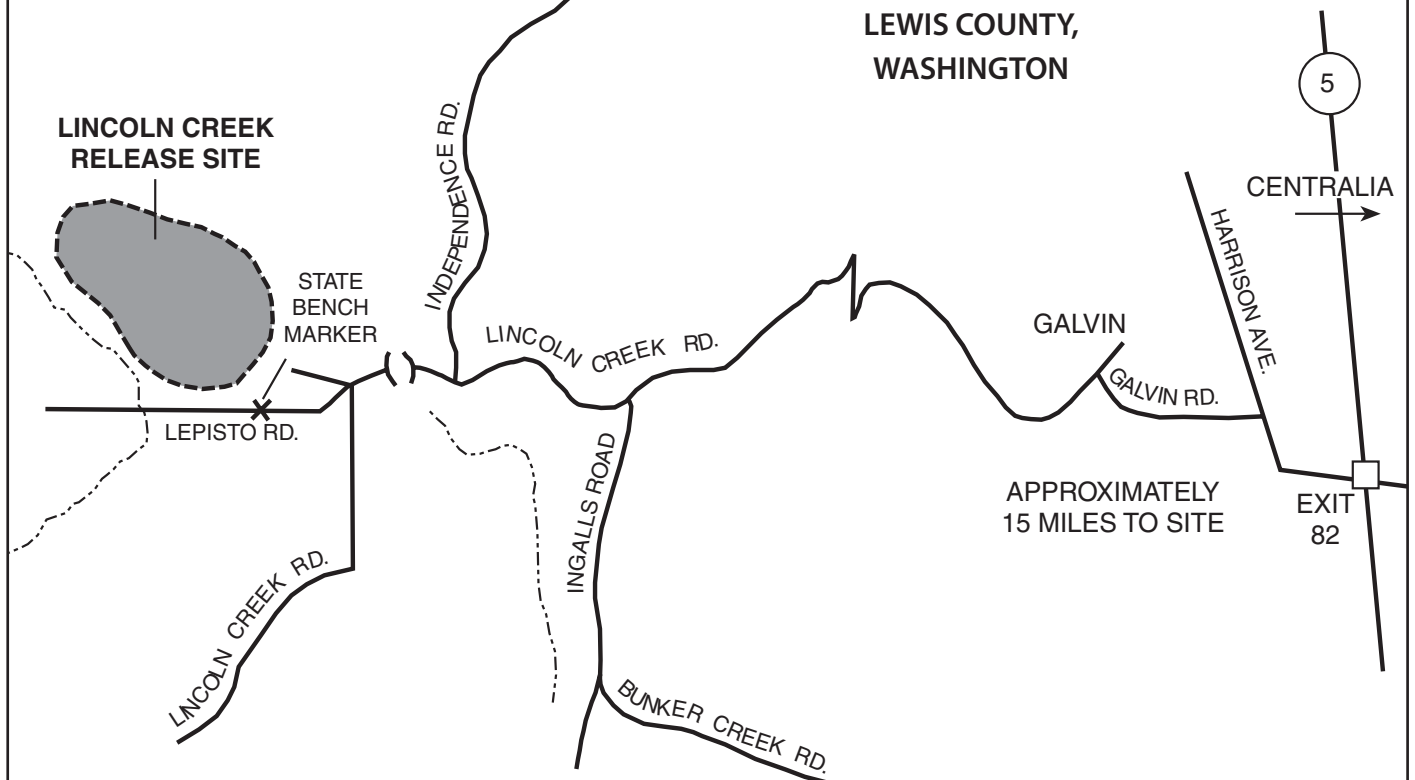 LEWIS COUNTY,
WASHINGTON
5
LINCOLN CREEK
RELEASE SITE
INDEPENDENCE RD.
CENTRALIA
HARRISON AVE.
STATE
BENCH
MARKER
LINCOLN CREEK RD.
GALVIN
GALVIN RD.
LEPISTO RD.
INGALLS ROAD
APPROXIMATELY
15 MILES TO SITE
EXIT
82
LINCOLN CREEK RD.
BUNKER CREEK RD.